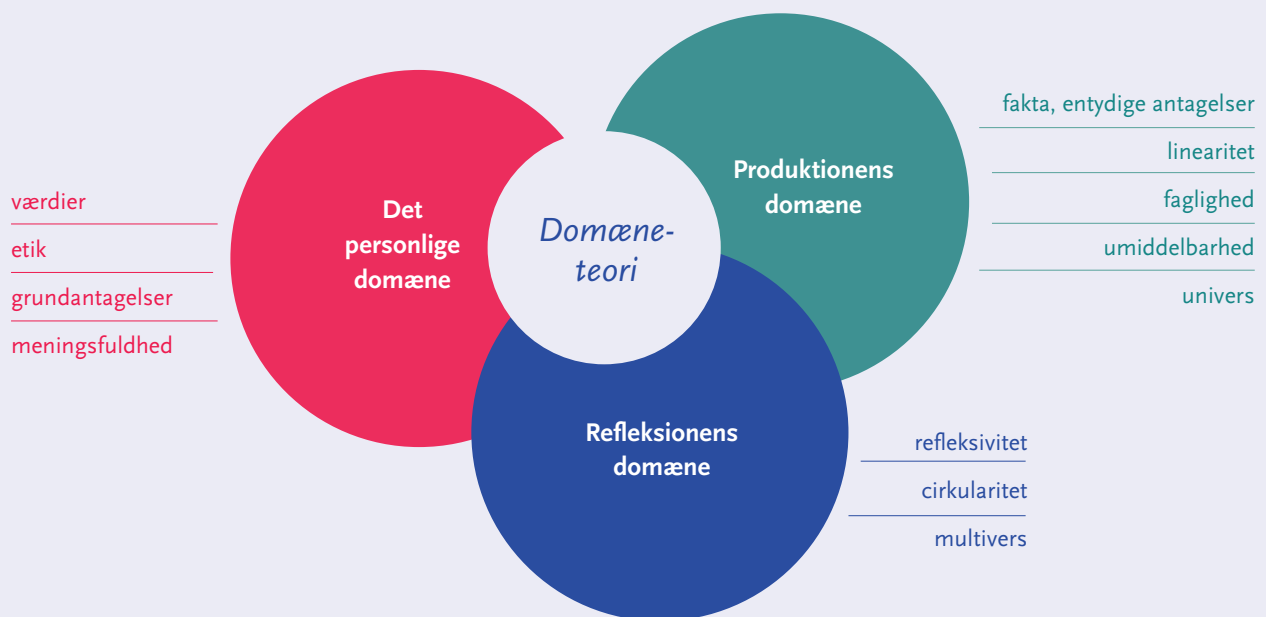 værdier
etik
grundantagelser
meningsfuldhed
Det
personlige
domæne
Domæne-
teori
Produktionens
domæne
fakta, entydige antagelser
linearitet
faglighed
umiddelbarhed
univers
Refleksionens
domæne
refleksivitet
cirkularitet
multivers